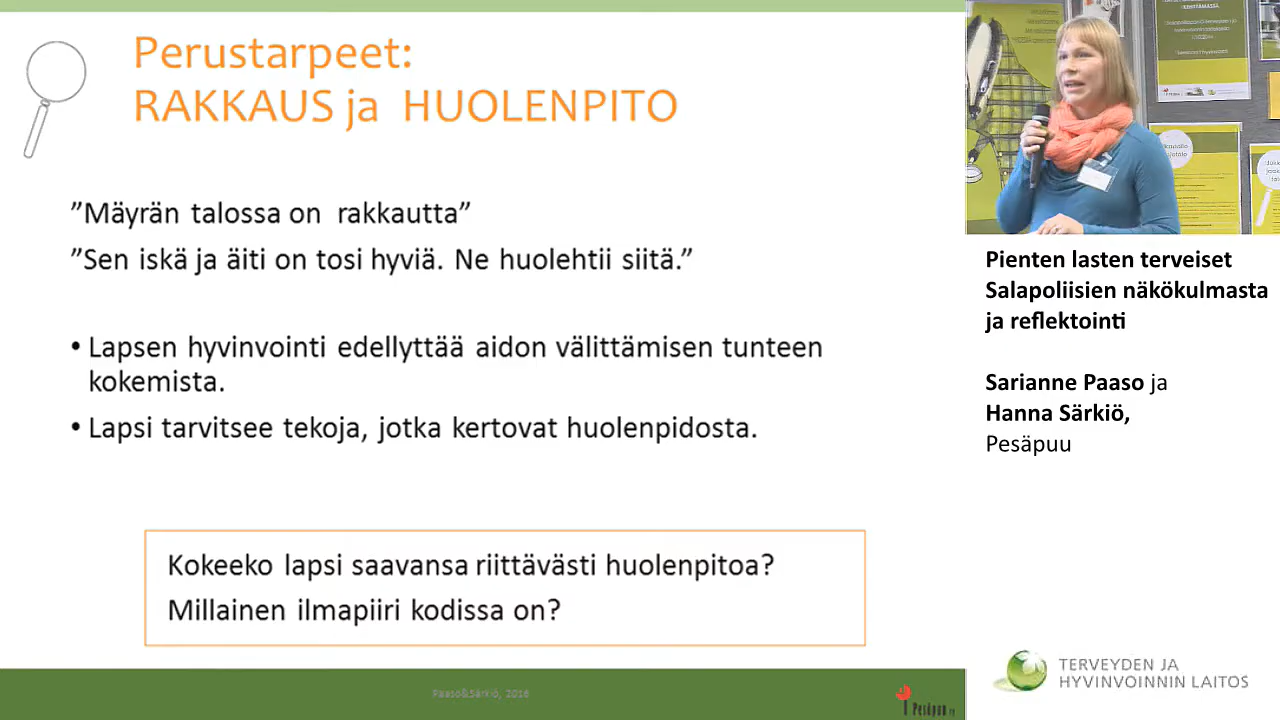 Perustarpeet:
RAKKAUS ja HUOLENPITO
”Mäyrän talossa on rakkautta”
”Sen iskä ja äiti on tosi hyviä. Ne huolehtii siitä.”
• Lapsen hyvinvointi edellyttää aidon välittämisen tunteen
kokemista.
• Lapsi tarvitsee tekoja, jotka kertovat huolenpidosta.
Kokeeko lapsi saavansa riittävästi huolenpitoa?
Millainen ilmapiiri kodissa on?
Paaso&Särkiö, 2016
Pesäpuu ry
Pienten lasten terveiset
Salapoliisien näkökulmasta
ja reflektointi
Sarianne Paaso ja
Hanna Särkiö,
Pesäpuu
TERVEYDEN JA
HYVINVOINNIN LAITOS